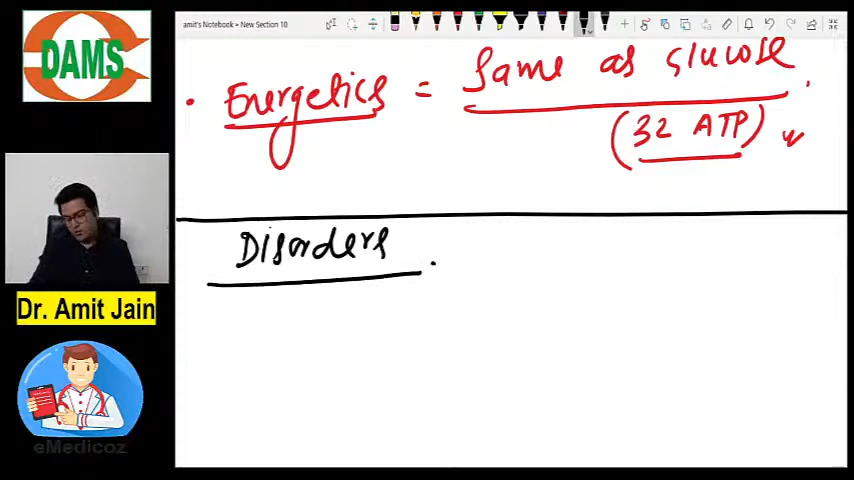 DAMS
amit's Notebook > New Section 10
• Energetics = Same as glucose.
(32 ATP)
Disorders.
Dr. Amit Jain
eMedicoz